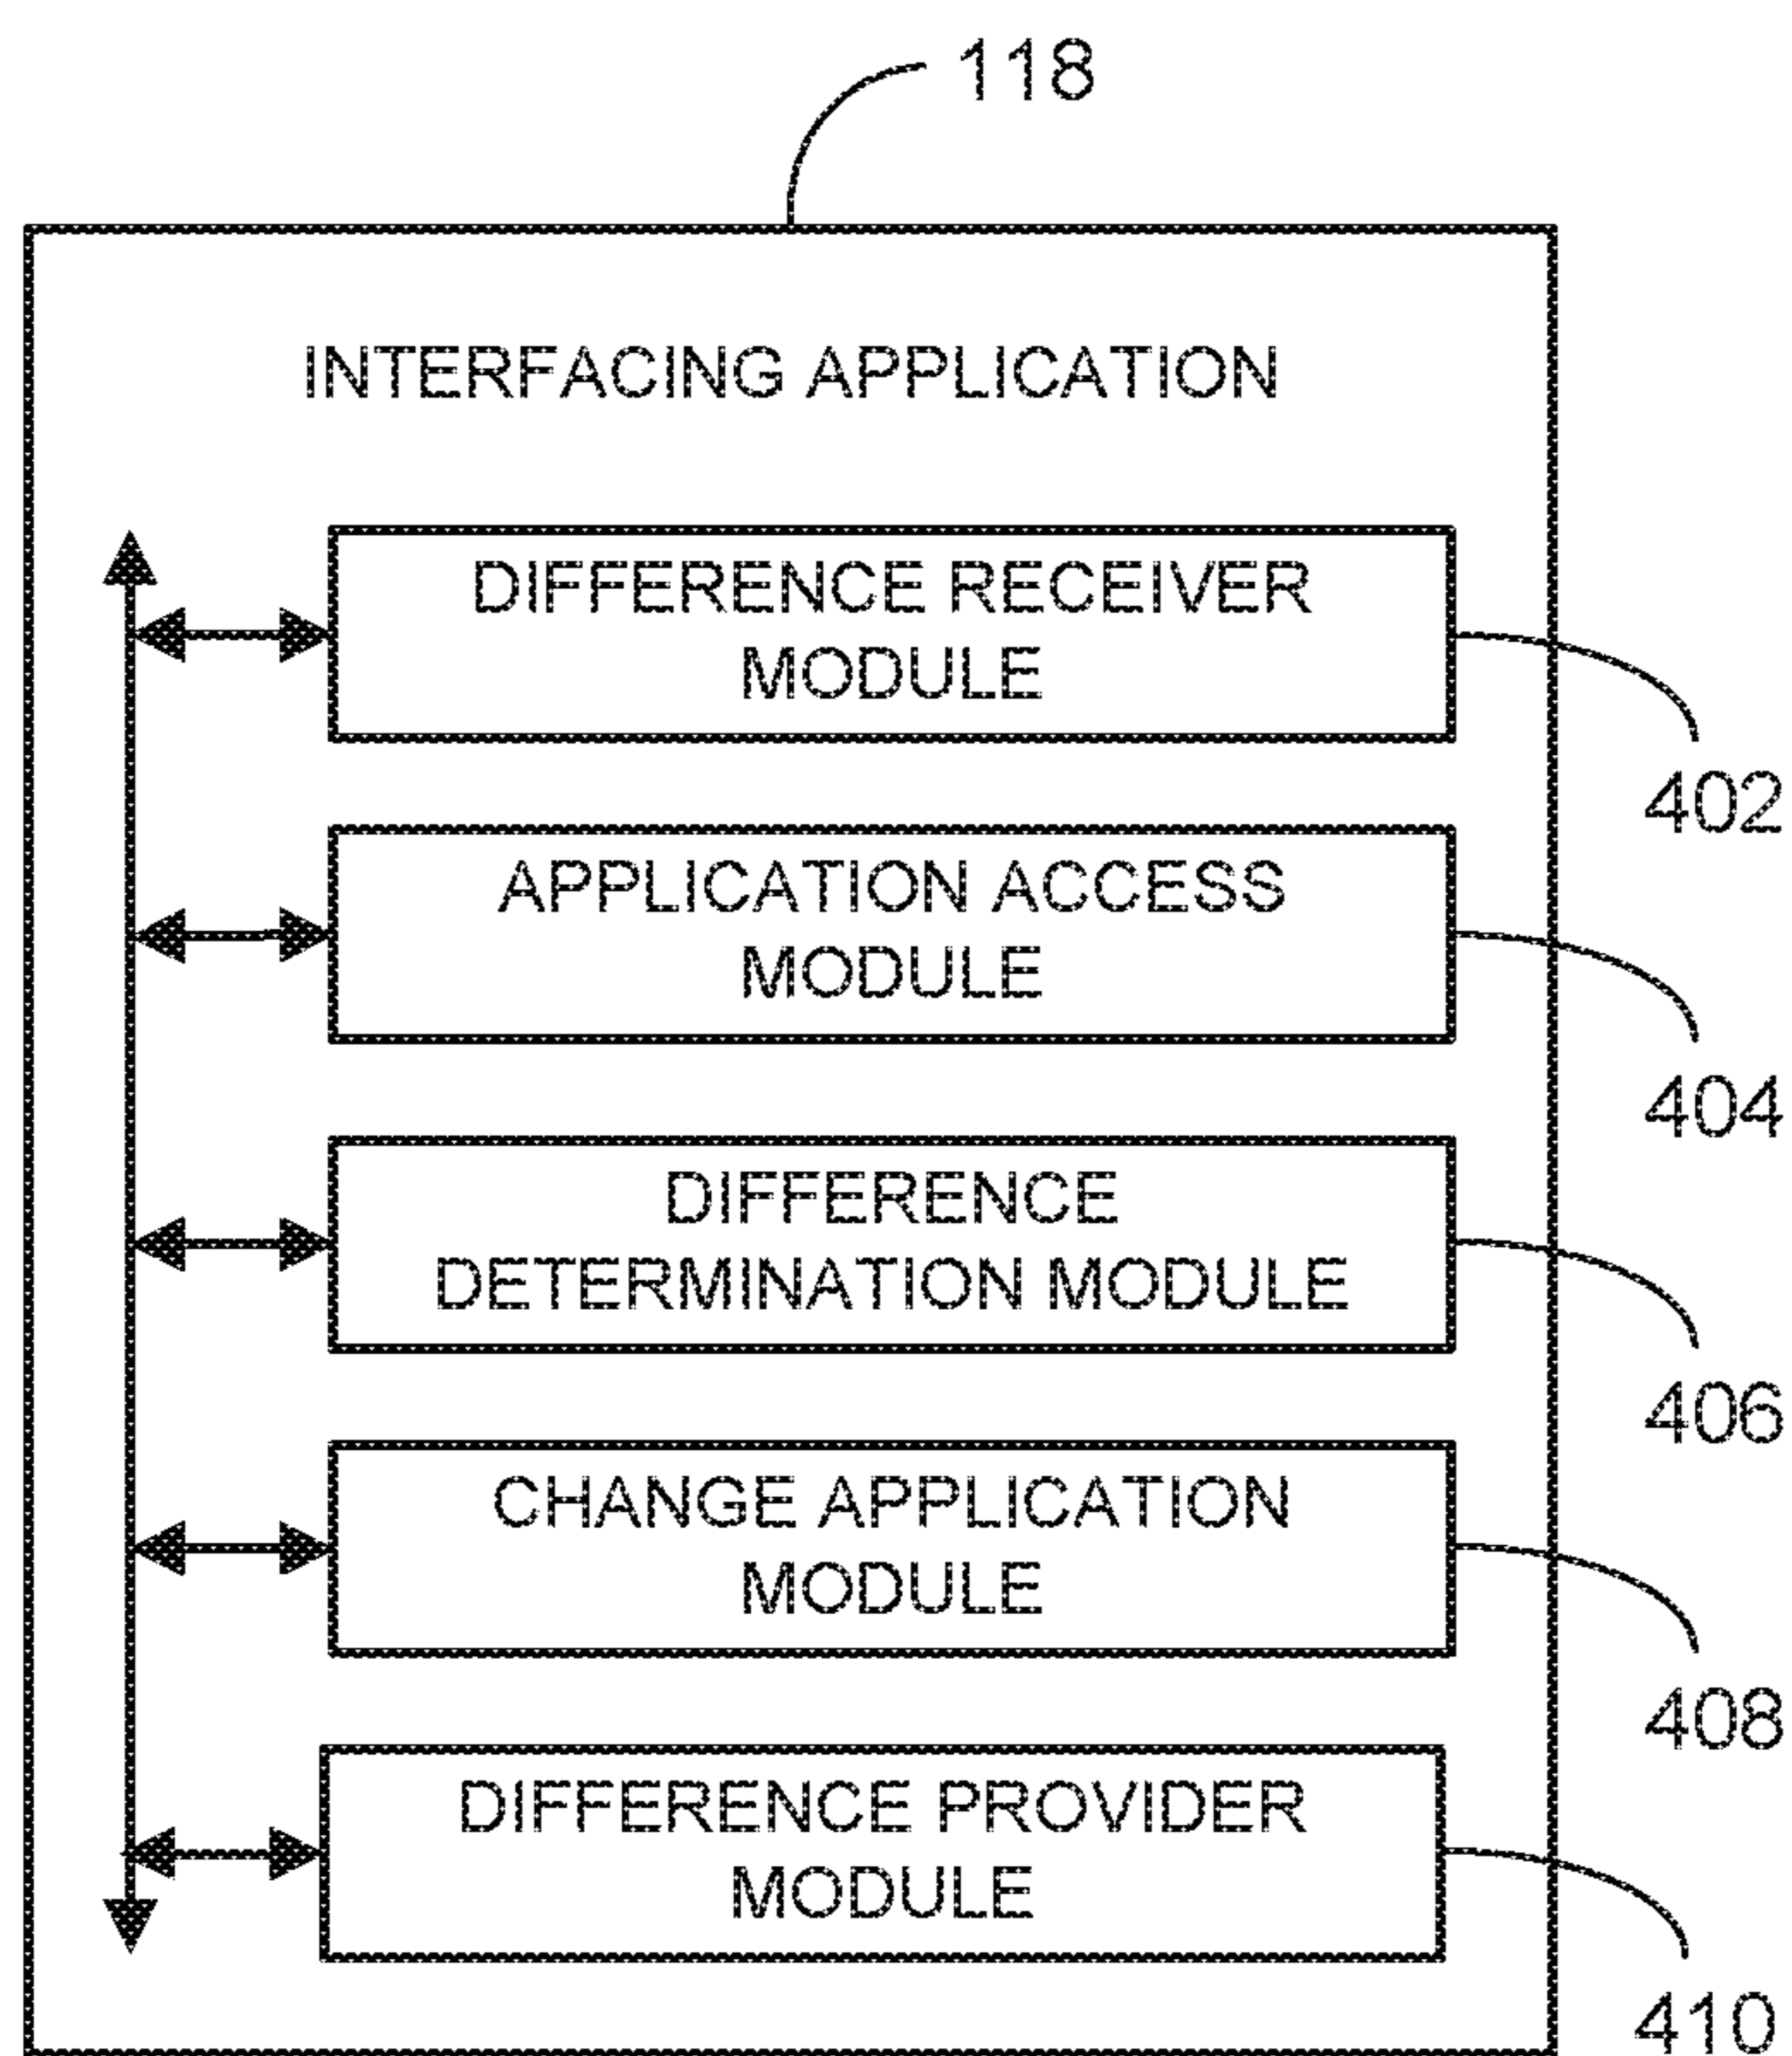 118
INTERFACING APPLICATION
DIFFERENCE RECEIVER
MODULE
402
APPLICATION ACCESS
MODULE
404
DIFFERENCE
DETERMINATION MODULE
406
CHANGE APPLICATION
MODULE
408
DIFFERENCE PROVIDER
MODULE
410